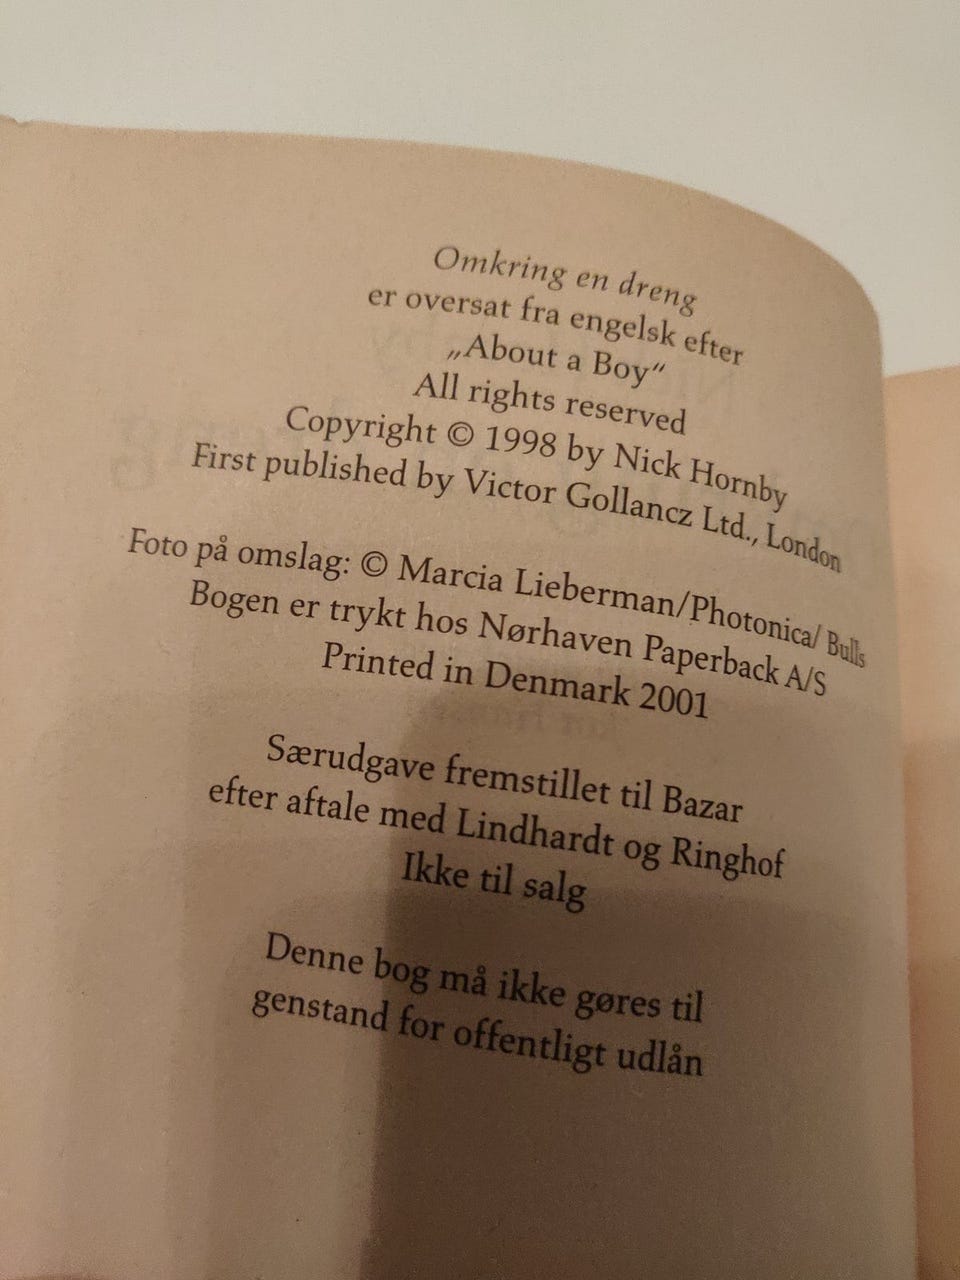 Omkring en dreng
er oversat fra engelsk efter
„About a Boy“
All rights reserved
Copyright © 1998 by Nick Hornby
First published by Victor Gollancz Ltd., London
Foto på omslag: © Marcia Lieberman/Photonica/ Bulls
Bogen er trykt hos Nørhaven Paperback A/S
Printed in Denmark 2001
Særudgave fremstillet til Bazar
efter aftale med Lindhardt og Ringhof
Ikke til salg
Denne bog må ikke gøres til
genstand for offentligt udlån